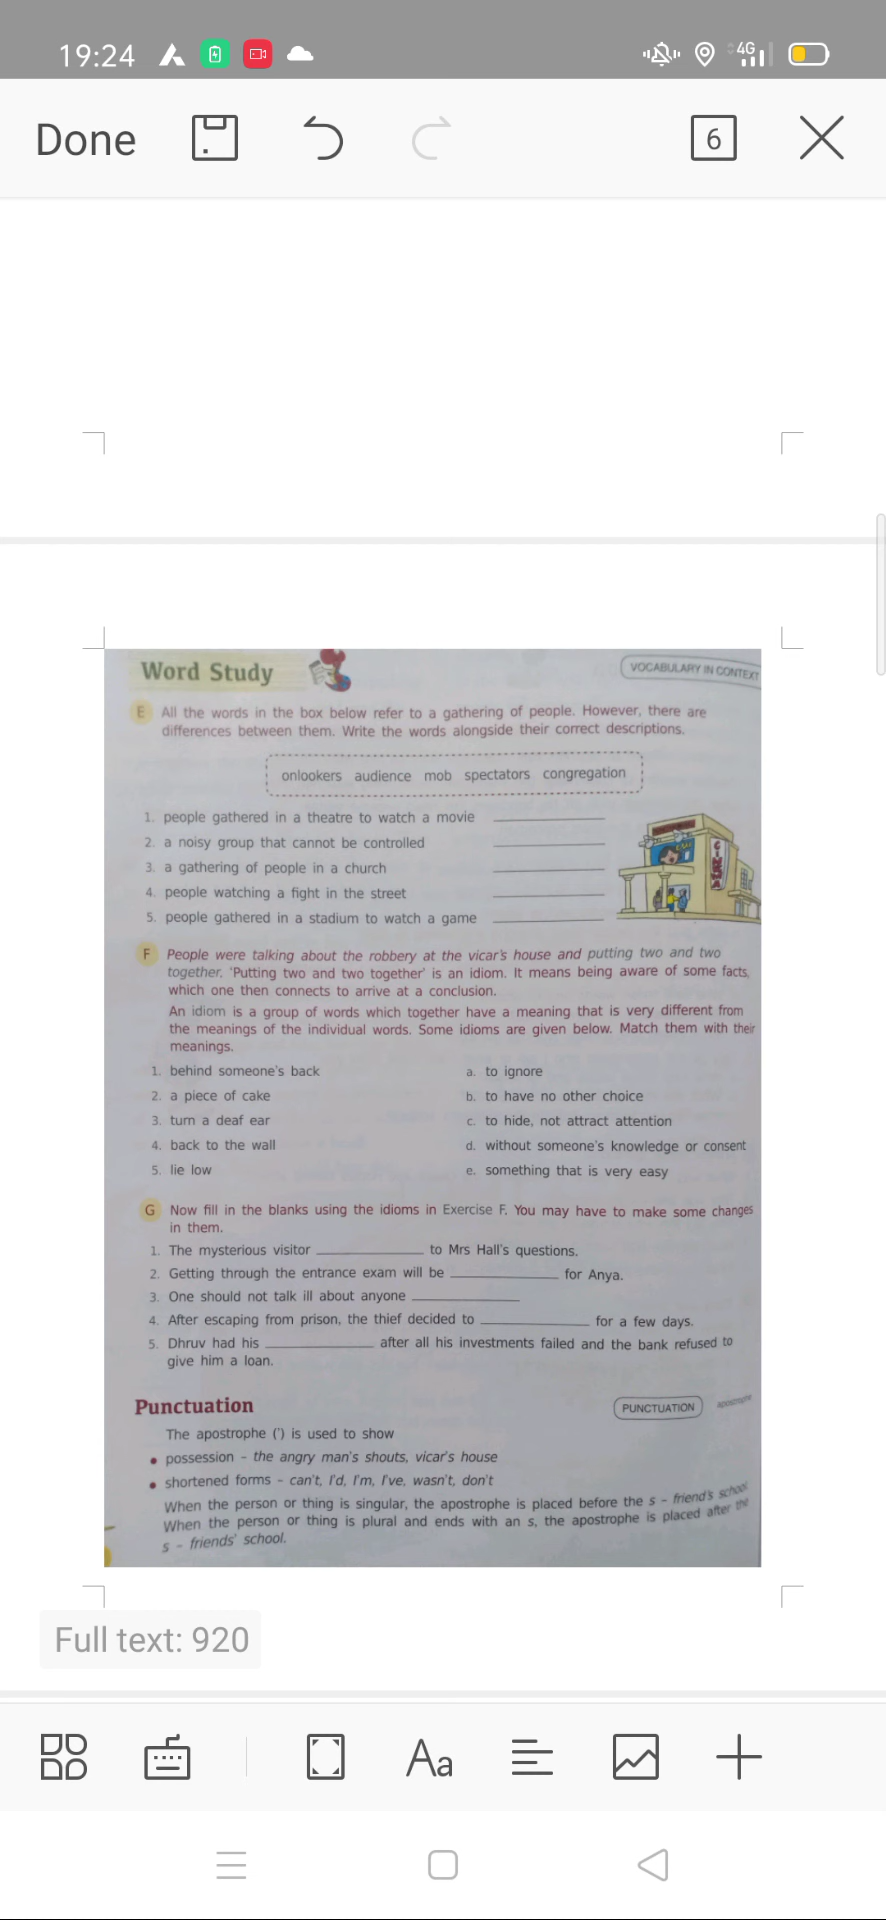 19:24
4G
Done
6
Word Study
VOCABULARY IN CONTEXT
E All the words in the box below refer to a gathering of people. However, there are
differences between them. Write the words alongside their correct descriptions.
onlookers audience mob spectators congregation
1. people gathered in a theatre to watch a movie
2. a noisy group that cannot be controlled
3. a gathering of people in a church
4. people watching a fight in the street
5. people gathered in a stadium to watch a game
CINEMA
F People were talking about the robbery at the vicar's house and putting two and two
together. 'Putting two and two together' is an idiom. It means being aware of some facts,
which one then connects to arrive at a conclusion.
An idiom is a group of words which together have a meaning that is very different from
the meanings of the individual words. Some idioms are given below. Match them with their
meanings.
1. behind someone's back a. to ignore
2. a piece of cake b. to have no other choice
3. turn a deaf ear c. to hide, not attract attention
4. back to the wall d. without someone's knowledge or consent
5. lie low e. something that is very easy
G Now fill in the blanks using the idioms in Exercise F. You may have to make some changes
in them.
1. The mysterious visitor ____________ to Mrs Hall's questions.
2. Getting through the entrance exam will be ____________ for Anya.
3. One should not talk ill about anyone ____________
4. After escaping from prison, the thief decided to ____________ for a few days.
5. Dhruv had his ____________ after all his investments failed and the bank refused to
give him a loan.
Punctuation
PUNCTUATION apostrophe
The apostrophe (') is used to show
• possession - the angry man's shouts, vicar's house
• shortened forms - can't, I'd, I'm, I've, wasn't, don't
When the person or thing is singular, the apostrophe is placed before the s - friend's school
When the person or thing is plural and ends with an s, the apostrophe is placed after the
s - friends' school.
Full text: 920
Aa